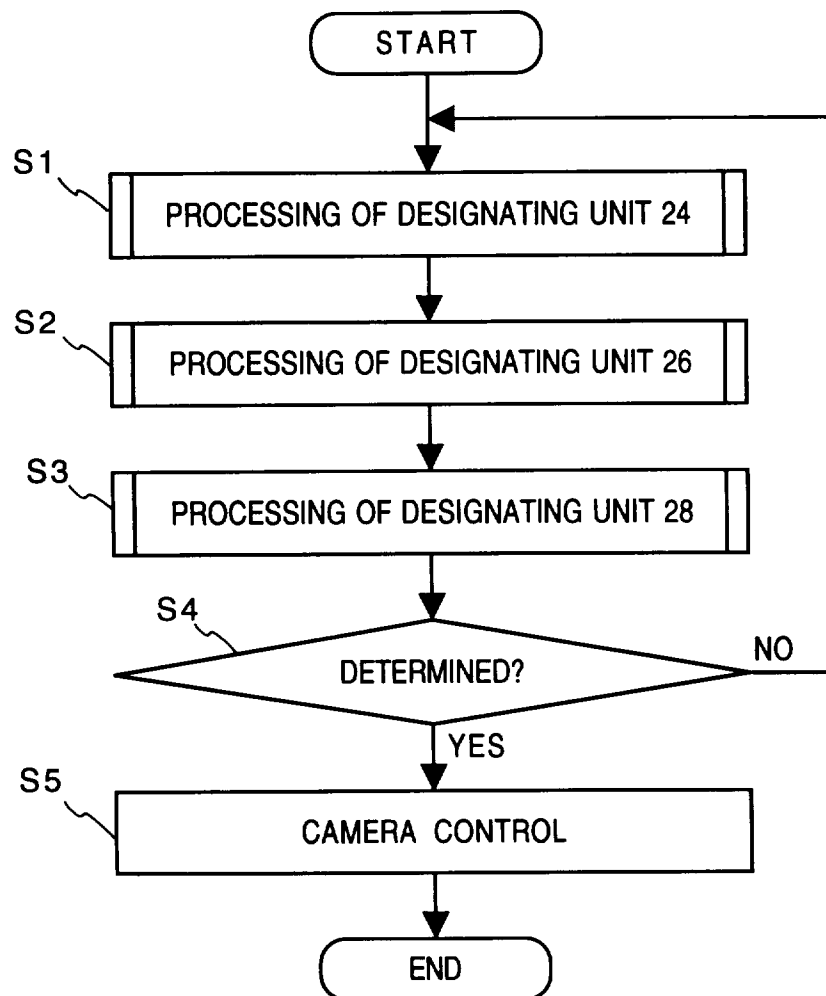 START
S1
PROCESSING OF DESIGNATING UNIT 24
S2
PROCESSING OF DESIGNATING UNIT 26
S3
PROCESSING OF DESIGNATING UNIT 28
S4
DETERMINED?
NO
YES
S5
CAMERA CONTROL
END